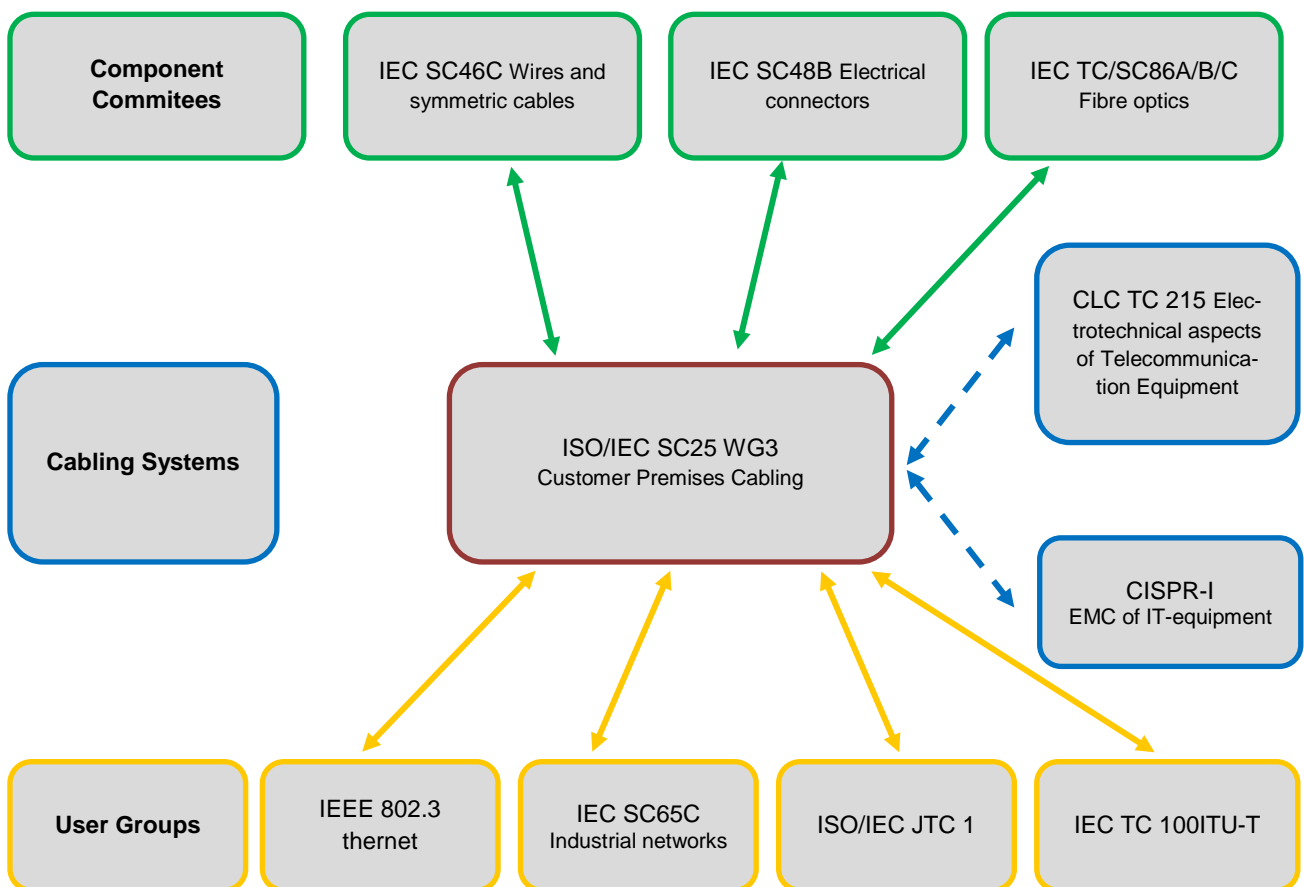 Component
Commitees
IEC SC46C Wires and
symmetric cables
IEC SC48B Electrical
connectors
IEC TC/SC86A/B/C
Fibre optics
CLC TC 215 Elec-
trotechnical aspects
of Telecommunica-
tion Equipment
Cabling Systems
ISO/IEC SC25 WG3
Customer Premises Cabling
CISPR-I
EMC of IT-equipment
User Groups
IEEE 802.3
thernet
IEC SC65C
Industrial networks
ISO/IEC JTC 1
IEC TC 100ITU-T